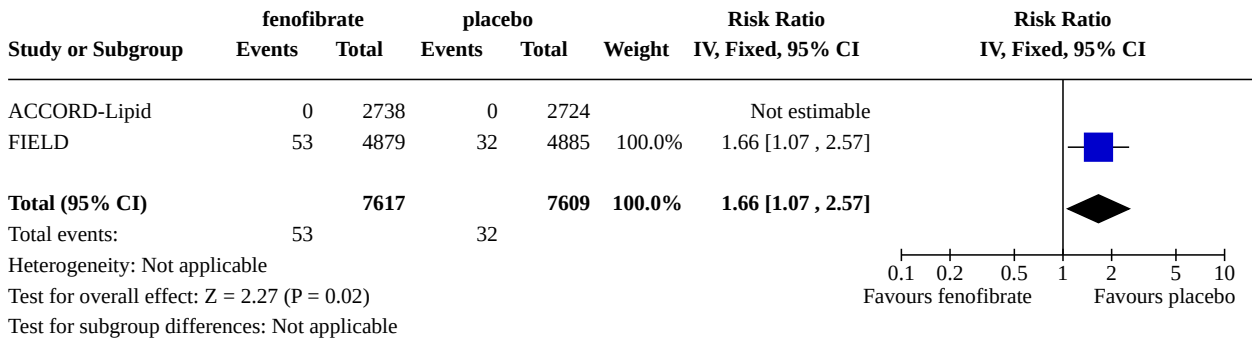 fenofibrate placebo Risk Ratio Risk Ratio
Study or Subgroup Events Total Events Total Weight IV, Fixed, 95% CI IV, Fixed, 95% CI
ACCORD-Lipid 0 2738 0 2724 Not estimable
FIELD 53 4879 32 4885 100.0% 1.66 [1.07 , 2.57]
Total (95% CI) 7617 7609 100.0% 1.66 [1.07 , 2.57]
Total events: 53 32
Heterogeneity: Not applicable
Test for overall effect: Z = 2.27 (P = 0.02)
Test for subgroup differences: Not applicable
0.1 0.2 0.5 1 2 5 10
Favours fenofibrate Favours placebo